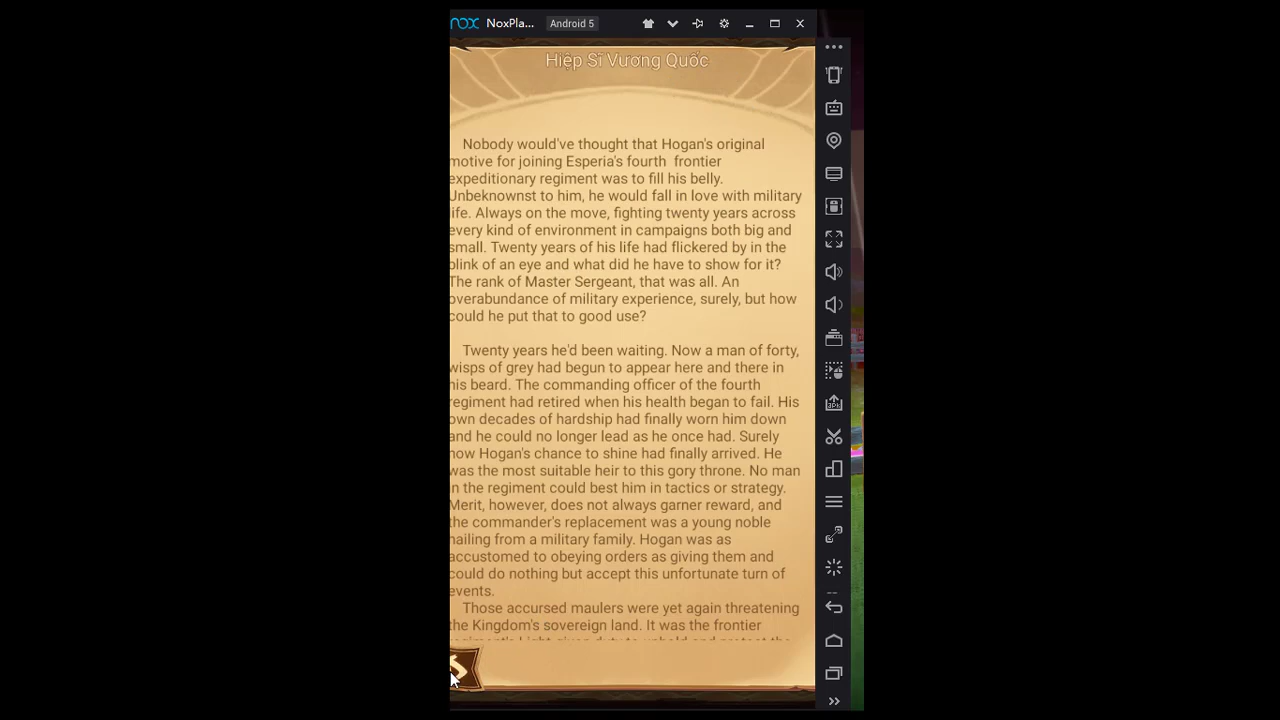 nox NoxPla... Android 5
Hiệp Sĩ Vương Quốc
Nobody would've thought that Hogan's original
motive for joining Esperia's fourth frontier
expeditionary regiment was to fill his belly.
Unbeknownst to him, he would fall in love with military
life. Always on the move, fighting twenty years across
every kind of environment in campaigns both big and
small. Twenty years of his life had flickered by in the
blink of an eye and what did he have to show for it?
The rank of Master Sergeant, that was all. An
overabundance of military experience, surely, but how
could he put that to good use?
Twenty years he'd been waiting. Now a man of forty,
wisps of grey had begun to appear here and there in
his beard. The commanding officer of the fourth
regiment had retired when his health began to fail. His
own decades of hardship had finally worn him down
and he could no longer lead as he once had. Surely
now Hogan's chance to shine had finally arrived. He
was the most suitable heir to this gory throne. No man
in the regiment could best him in tactics or strategy.
Merit, however, does not always garner reward, and
the commander's replacement was a young noble
hailing from a military family. Hogan was as
accustomed to obeying orders as giving them and
could do nothing but accept this unfortunate turn of
events.
Those accursed maulers were yet again threatening
the Kingdom's sovereign land. It was the frontier
regiment's Light given duty to uphold and protect the